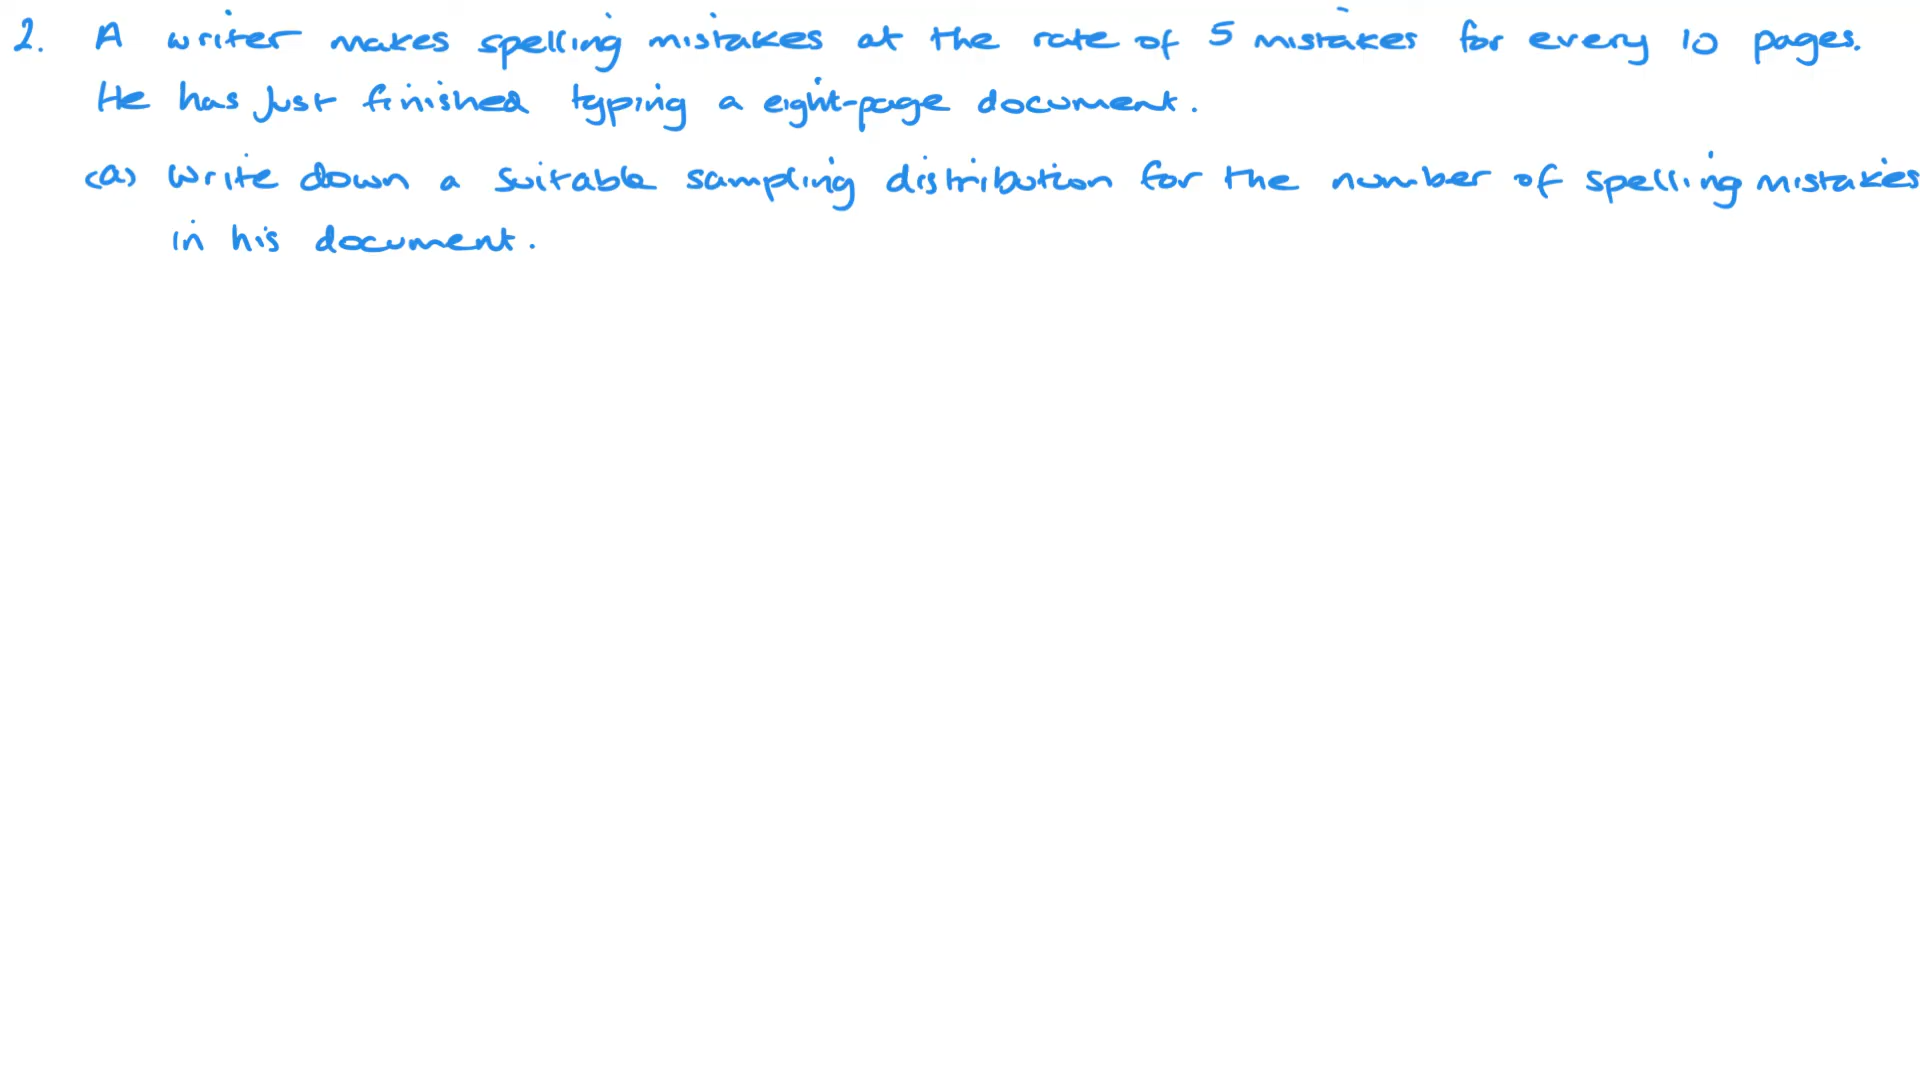 2. A writer makes spelling mistakes at the rate of 5 mistakes for every 10 pages.
He has just finished typing a eight-page document.
(a) Write down a suitable sampling distribution for the number of spelling mistakes
in his document.